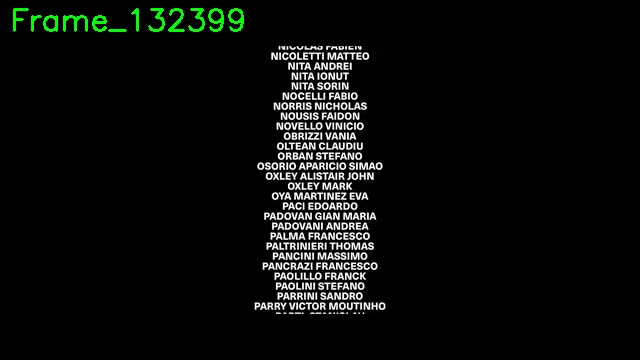 Frame_132399
NICOLAS FABIEN
NICOLETTI MATTEO
NITA ANDREI
NITA IONUT
NITA SORIN
NOCELLI FABIO
NORRIS NICHOLAS
NOUSIS FAIDON
NOVELLO VINICIO
OBRIZZI VANIA
OLTEAN CLAUDIU
ORBAN STEFANO
OSORIO APARICIO SIMAO
OXLEY ALISTAIR JOHN
OXLEY MARK
OYA MARTINEZ EVA
PACI EDOARDO
PADOVAN GIAN MARIA
PADOVANI ANDREA
PALMA FRANCESCO
PALTRINIERI THOMAS
PANCINI MASSIMO
PANCRAZI FRANCESCO
PAOLILLO FRANCK
PAOLINI STEFANO
PARRINI SANDRO
PARRY VICTOR MOUTINHO